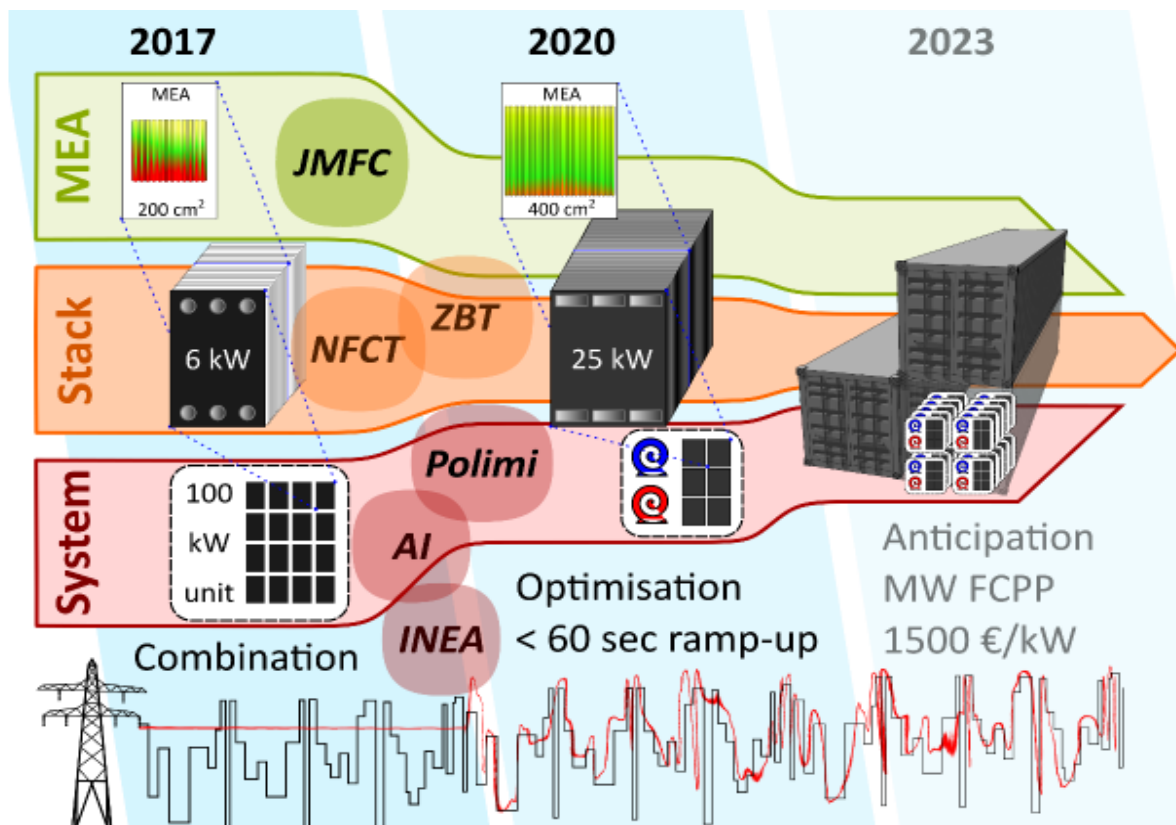 2017
2020
2023
MEA
MEA
200 cm²
JMFC
MEA
400 cm²
Stack
6 kW
NFCT
ZBT
25 kW
System
100
kW
unit
Polimi
AI
INEA
Combination
Optimisation
< 60 sec ramp-up
Anticipation
MW FCPP
1500 €/kW